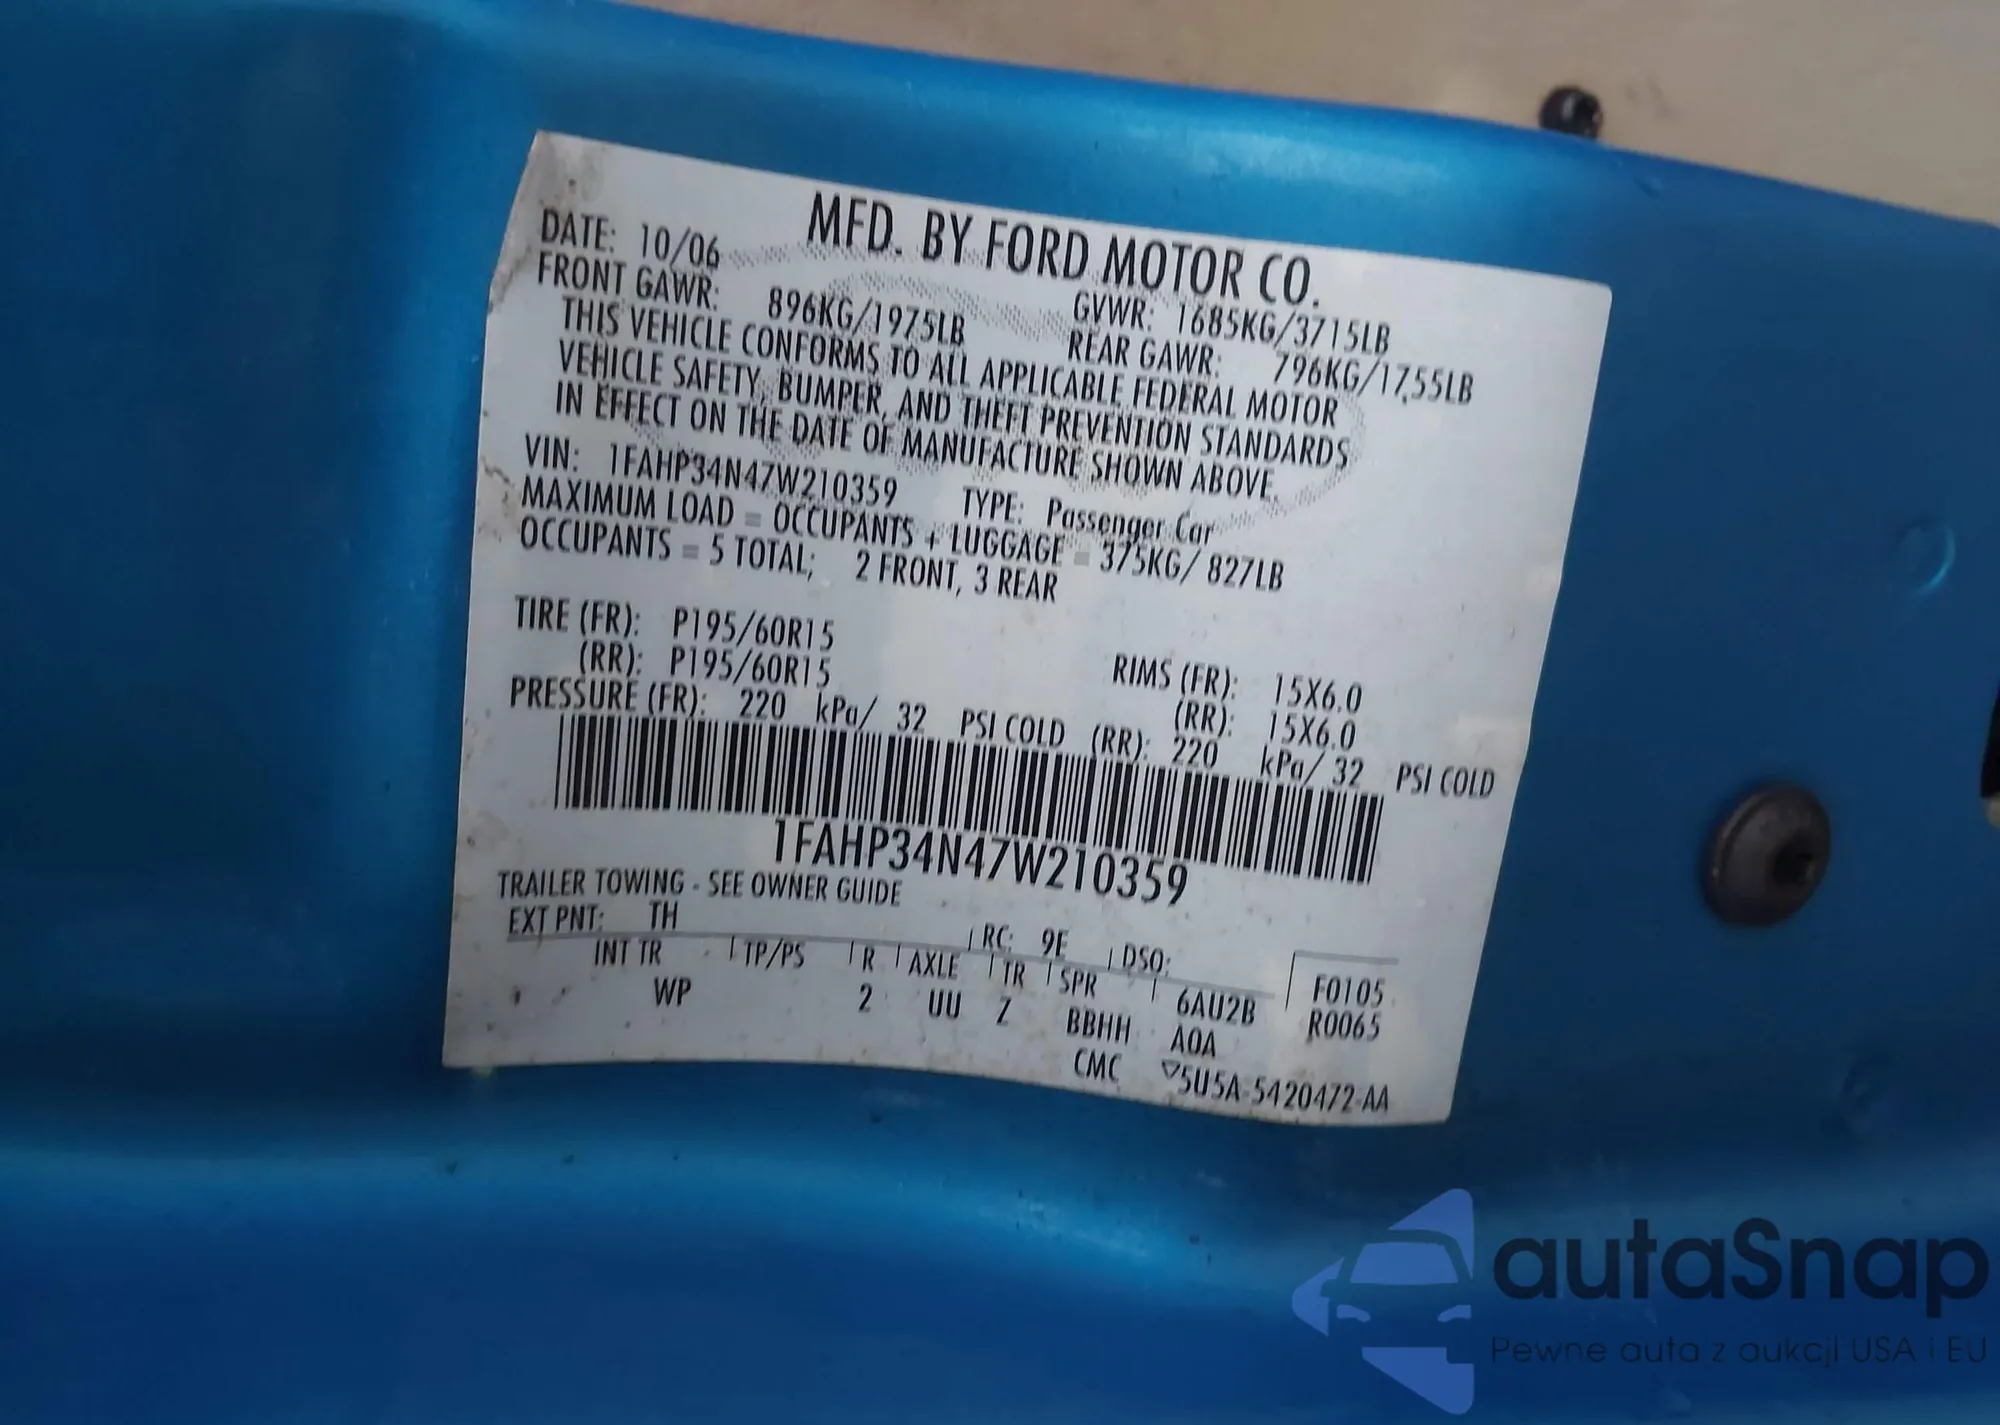 MFD. BY FORD MOTOR CO.
DATE: 10/06 GVWR: 1685KG/3715LB
FRONT GAWR: 896KG/1975LB REAR GAWR: 796KG/1755LB
THIS VEHICLE CONFORMS TO ALL APPLICABLE FEDERAL MOTOR
VEHICLE SAFETY, BUMPER, AND THEFT PREVENTION STANDARDS
IN EFFECT ON THE DATE OF MANUFACTURE SHOWN ABOVE.
VIN: 1FAHP34N47W210359 TYPE: Passenger Car
MAXIMUM LOAD = OCCUPANTS + LUGGAGE = 375KG/ 827LB
OCCUPANTS = 5 TOTAL; 2 FRONT, 3 REAR
TIRE (FR): P195/60R15 RIMS (FR): 15X6.0
(RR): P195/60R15 (RR): 15X6.0
PRESSURE (FR): 220 kPa/ 32 PSI COLD (RR): 220 kPa/ 32 PSI COLD
1FAHP34N47W210359
TRAILER TOWING - SEE OWNER GUIDE
EXT PNT: TH RC: 9E DSO: F0105
INT TR TP/PS R AXLE TR SPR 6AU2B R0065
WP 2 UU Z BBHH AOA
CMC ▽5U5A-5420472-AA
autaSnap
Pewne auta z aukcji USA i EU